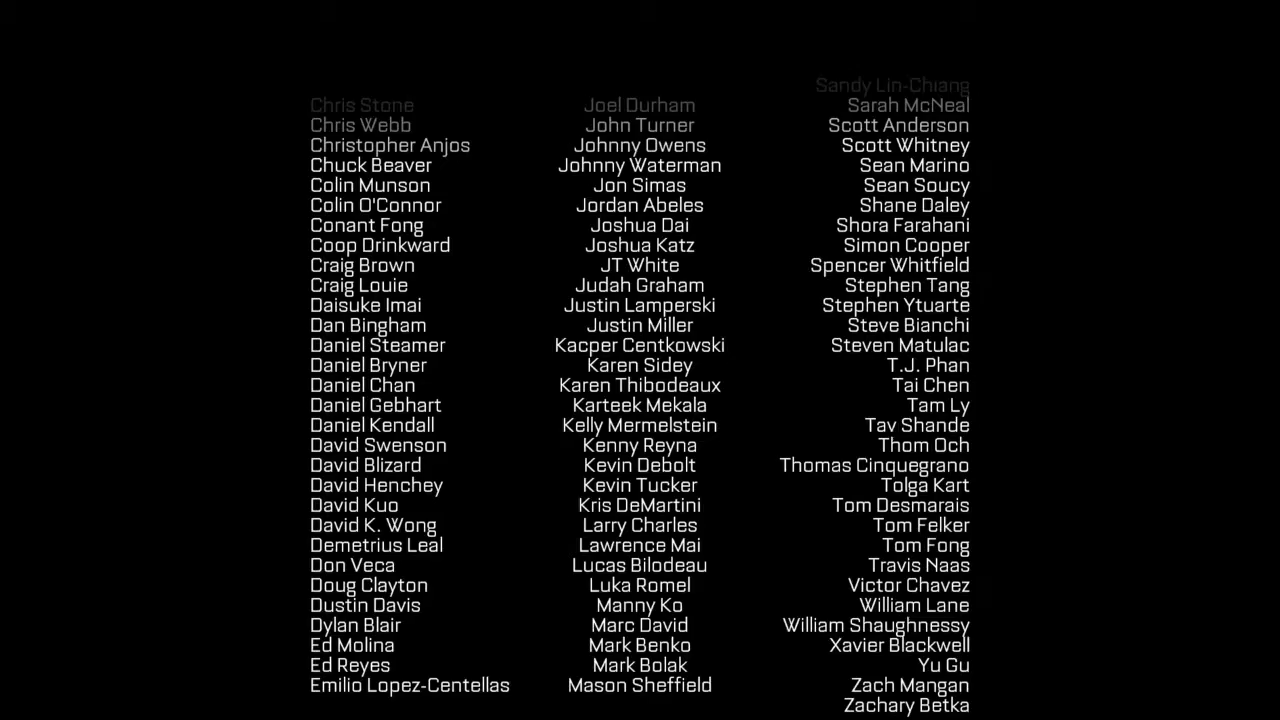 Chris Stone
Chris Webb
Christopher Anjos
Chuck Beaver
Colin Munson
Colin O'Connor
Conant Fong
Coop Drinkward
Craig Brown
Craig Louie
Daisuke Imai
Dan Bingham
Daniel Steamer
Daniel Bryner
Daniel Chan
Daniel Gebhart
Daniel Kendall
David Swenson
David Blizard
David Henchey
David Kuo
David K. Wong
Demetrius Leal
Don Veca
Doug Clayton
Dustin Davis
Dylan Blair
Ed Molina
Ed Reyes
Emilio Lopez-Centellas
Joel Durham
John Turner
Johnny Owens
Johnny Waterman
Jon Simas
Jordan Abeles
Joshua Dai
Joshua Katz
JT White
Judah Graham
Justin Lamperski
Justin Miller
Kacper Centkowski
Karen Sidey
Karen Thibodeaux
Karteek Mekala
Kelly Mermelstein
Kenny Reyna
Kevin Debolt
Kevin Tucker
Kris DeMartini
Larry Charles
Lawrence Mai
Lucas Bilodeau
Luka Romel
Manny Ko
Marc David
Mark Benko
Mark Bolak
Mason Sheffield
Sandy Lin-Chiang
Sarah McNeal
Scott Anderson
Scott Whitney
Sean Marino
Sean Soucy
Shane Daley
Shora Farahani
Simon Cooper
Spencer Whitfield
Stephen Tang
Stephen Ytuarte
Steve Bianchi
Steven Matulac
T.J. Phan
Tai Chen
Tam Ly
Tav Shande
Thom Och
Thomas Cinquegrano
Tolga Kart
Tom Desmarais
Tom Felker
Tom Fong
Travis Naas
Victor Chavez
William Lane
William Shaughnessy
Xavier Blackwell
Yu Gu
Zach Mangan
Zachary Betka